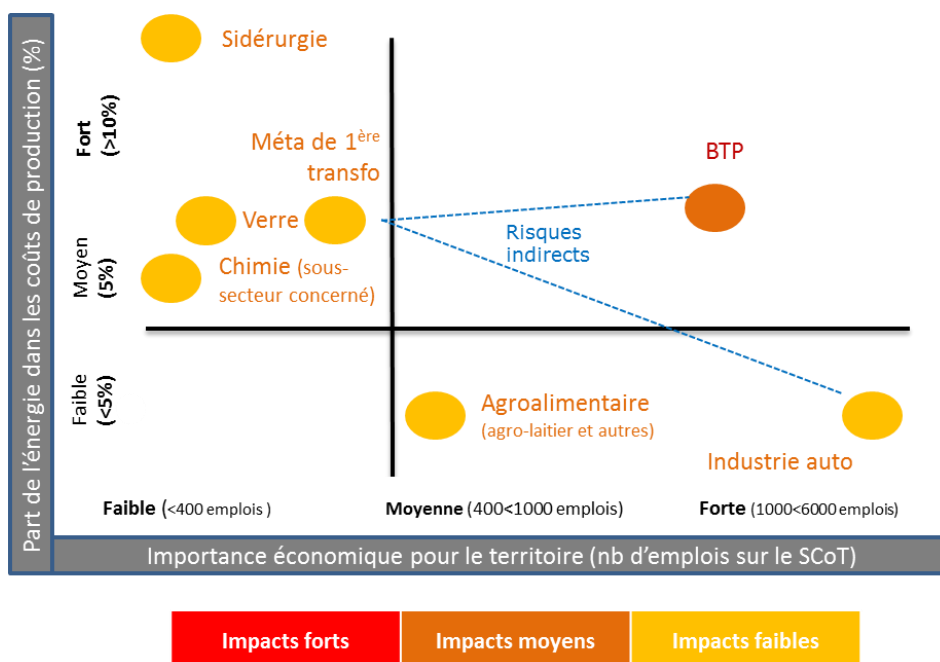 Part de l'énergie dans les coûts de production (%)
Fort
(>10%)
Moyen
(5%)
Faible
(<5%)
Sidérurgie
Méta de 1ère
transfo
BTP
Verre
Risques
indirects
Chimie (sous-
secteur concerné)
Agroalimentaire
(agro-laitier et autres)
Industrie auto
Faible (<400 emplois )
Moyenne (400<1000 emplois)
Forte (1000<6000 emplois)
Importance économique pour le territoire (nb d'emplois sur le SCoT)
Impacts forts
Impacts moyens
Impacts faibles